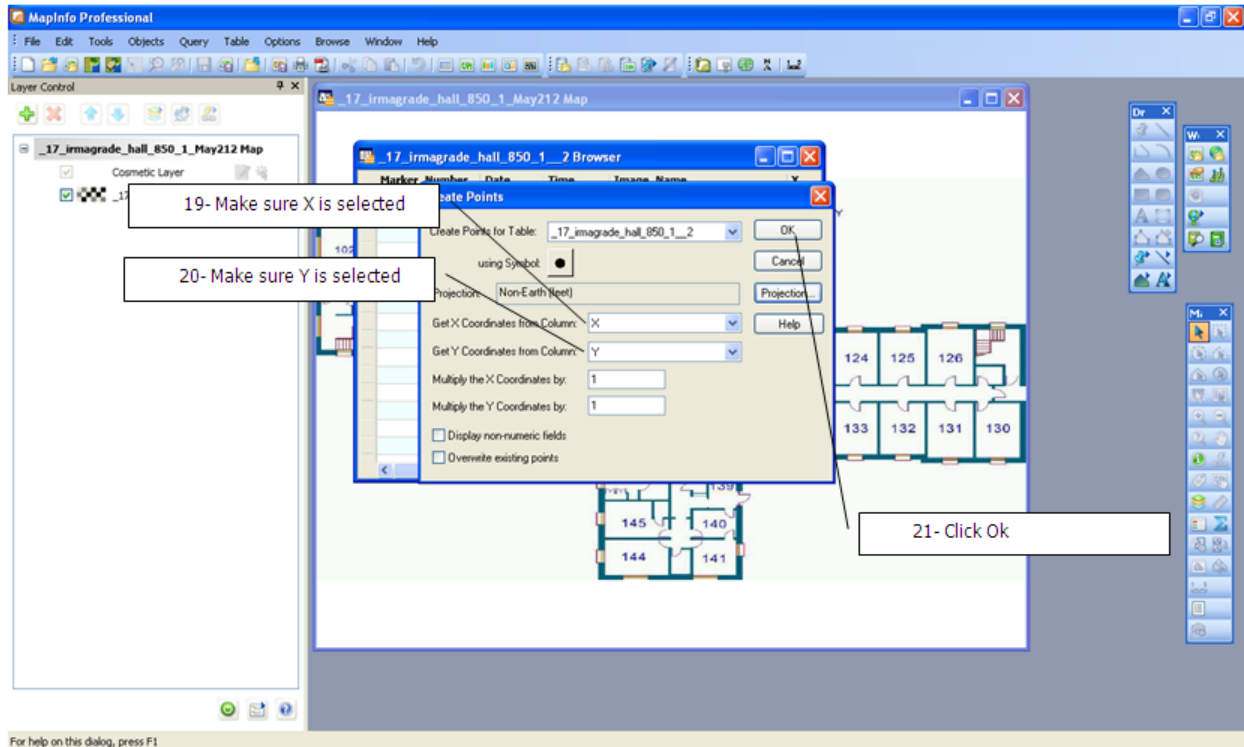 MapInfo Professional
File Edit Tools Objects Query Table Options Browse Window Help
Layer Control
_17_irmagrade_hall_850_1_May212 Map
Cosmetic Layer
_17
_17_irmagrade_hall_850_1_May212 Map
_17_irmagrade_hall_850_1__2 Browser
Marker Number Date Time Image_Name X
19- Make sure X is selected
20- Make sure Y is selected
21- Click Ok
eate Points
Create Points for Table: _17_irmagrade_hall_850_1__2
using Symbol:
Projection: Non-Earth (feet)
Get X Coordinates from Column: X
Get Y Coordinates from Column: Y
Multiply the X Coordinates by: 1
Multiply the Y Coordinates by: 1
Display non-numeric fields
Overwrite existing points
OK
Cancel
Projection...
Help
102
124 125 126
133 132 131 130
139
145 140
144 141
Dr
For help on this dialog, press F1